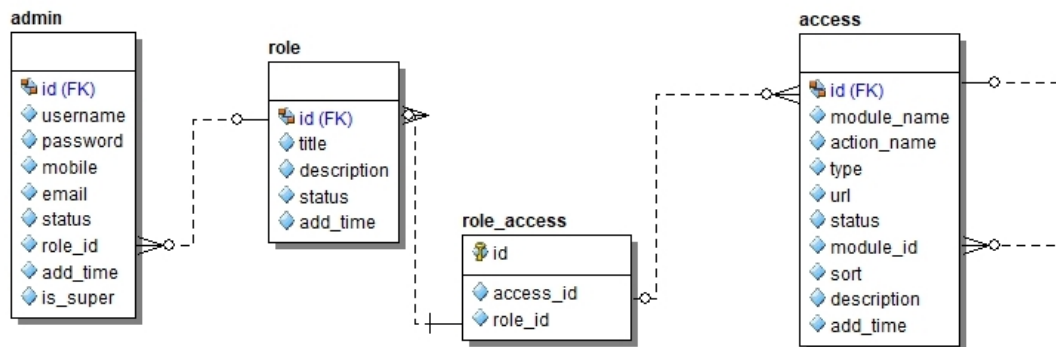 admin
id (FK)
username
password
mobile
email
status
role_id
add_time
is_super
role
id (FK)
title
description
status
add_time
role_access
id
access_id
role_id
access
id (FK)
module_name
action_name
type
url
status
module_id
sort
description
add_time